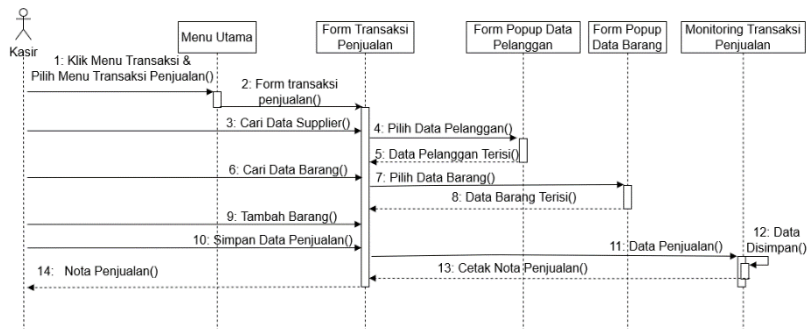 Kasir
Menu Utama
Form Transaksi
Penjualan
Form Popup Data
Pelanggan
Form Popup
Data Barang
Monitoring Transaksi
Penjualan
1: Klik Menu Transaksi &
Pilih Menu Transaksi Penjualan()
2: Form transaksi
penjualan()
3: Cari Data Supplier()
4: Pilih Data Pelanggan()
5: Data Pelanggan Terisi()
6: Cari Data Barang()
7: Pilih Data Barang()
8: Data Barang Terisi()
9: Tambah Barang()
10: Simpan Data Penjualan()
11: Data Penjualan()
12: Data
Disimpan()
13: Cetak Nota Penjualan()
14: Nota Penjualan()